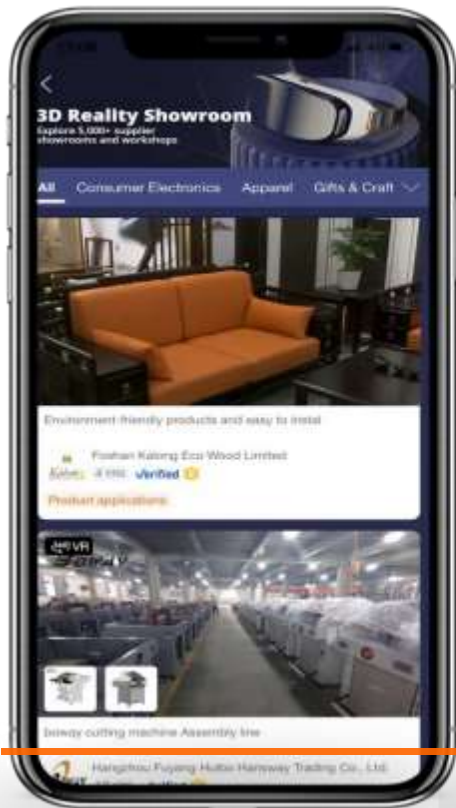 3D Reality Showroom
Explore 5,000+ supplier
showrooms and workshops
All Consumer Electronics Apparel Gifts & Craft
Environment-friendly products and easy to instal
Foshan Kalong Eco Wood Limited
Verified
Product applications
VR
boway cutting machine Assembly line
Hangzhou Fuyang Huibo Hansway Trading Co., Ltd.